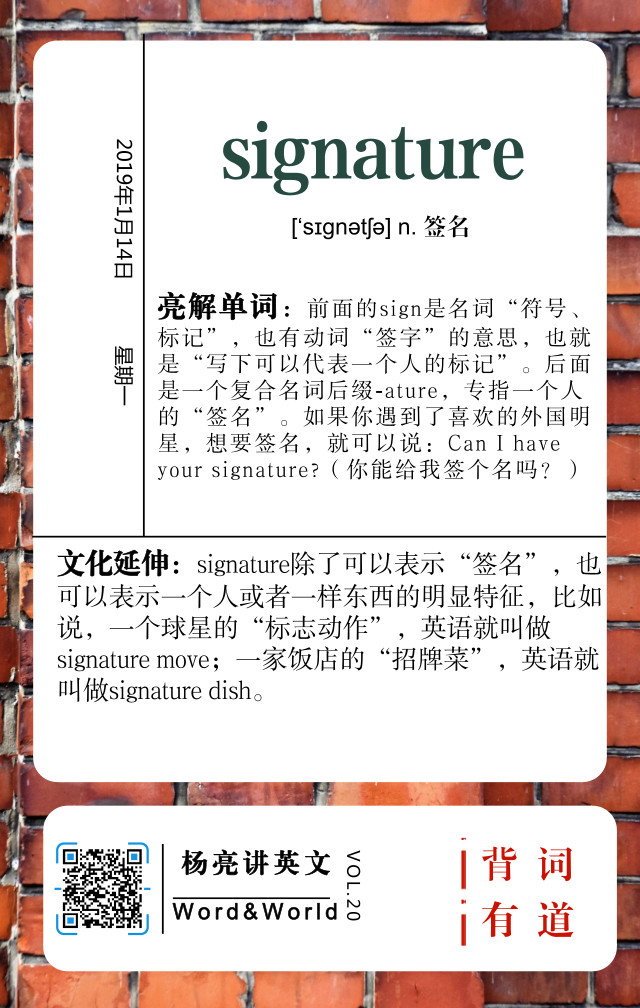 2019年1月14日 星期一
signature
['sɪgnətʃə] n. 签名
亮解单词：前面的sign是名词“符号、
标记”，也有动词“签字”的意思，也就
是“写下可以代表一个人的标记”。后面
是一个复合名词后缀-ature，专指一个人
的“签名”。如果你遇到了喜欢的外国明
星，想要签名，就可以说：Can I have
your signature?（你能给我签个名吗？）
文化延伸：signature除了可以表示“签名”，也
可以表示一个人或者一样东西的明显特征，比如
说，一个球星的“标志动作”，英语就叫做
signature move；一家饭店的“招牌菜”，英语就
叫做signature dish。
杨亮讲英文
Word&World
VOL.20
背词
有道